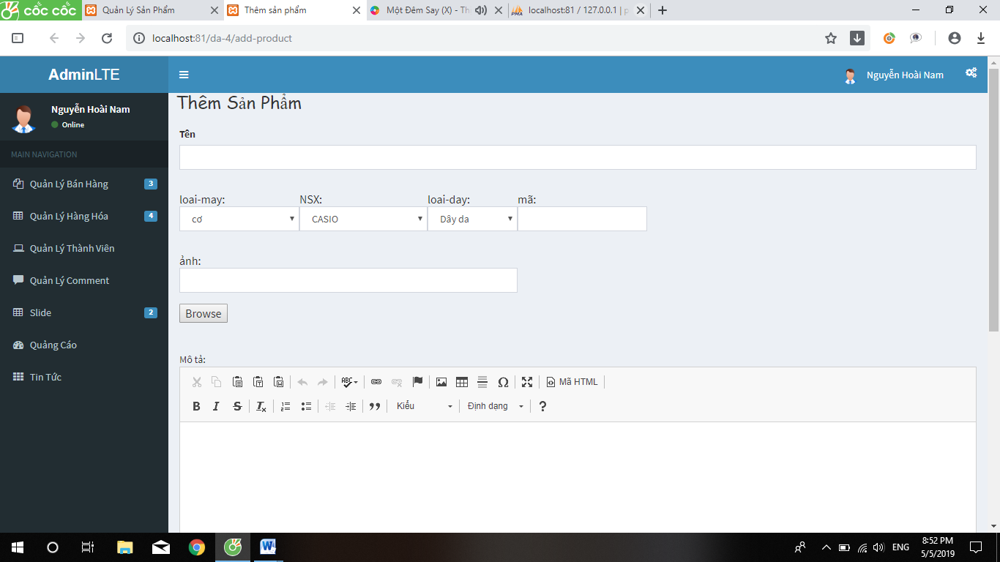 cốc cốc
Quản Lý Sản Phẩm
Thêm sản phẩm
Một Đêm Say (X) - Th
localhost:81 / 127.0.0.1 | p
localhost:81/da-4/add-product
AdminLTE
Nguyễn Hoài Nam
Nguyễn Hoài Nam
Online
MAIN NAVIGATION
Quản Lý Bán Hàng 3
Quản Lý Hàng Hóa 4
Quản Lý Thành Viên
Quản Lý Comment
Slide 2
Quảng Cáo
Tin Tức
Thêm Sản Phẩm
Tên
loai-may: NSX: loai-day: mã:
cơ CASIO Dây da
ảnh:
Browse
Mô tả:
ABC Ω Mã HTML
B I S Ix Kiểu Định dạng ?
ENG
8:52 PM
5/5/2019